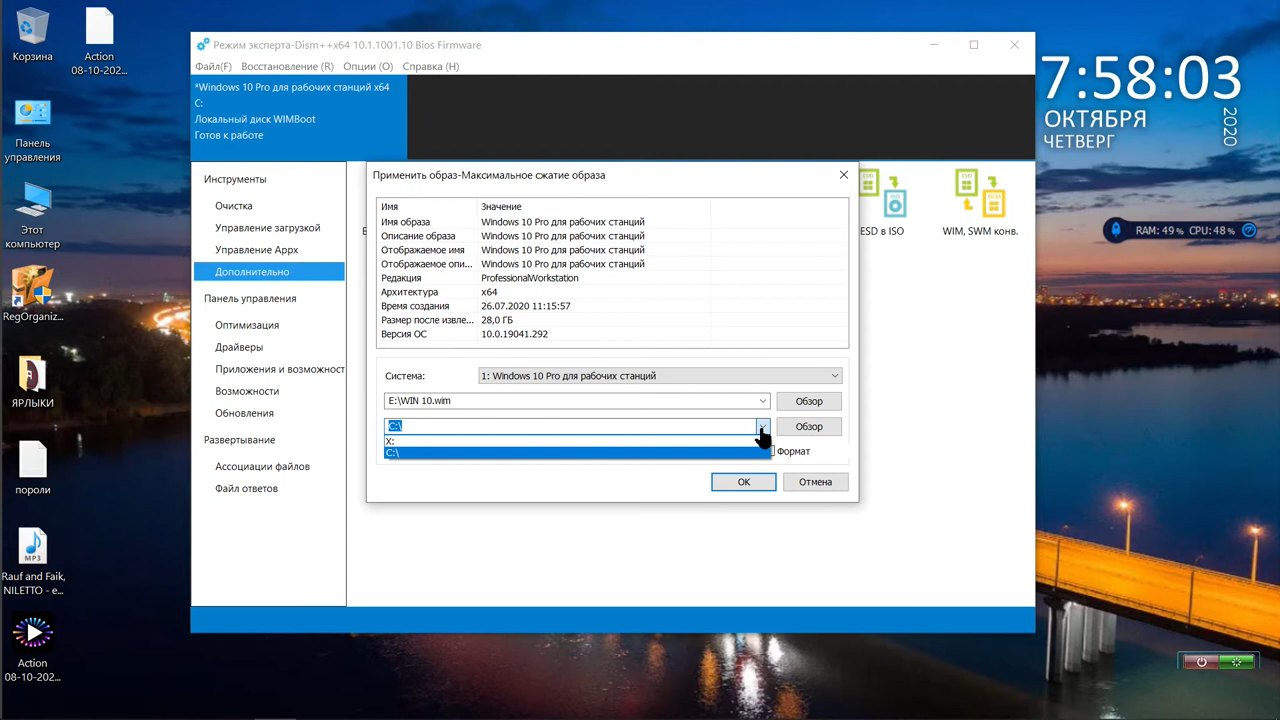 Корзина
Action
08-10-202...
Панель
управления
Этот
компьютер
RegOrganiz...
ЯРЛЫКИ
пороли
MP3
Rauf and Faik,
NILETTO - е...
Action
08-10-202...
Режим эксперта-Dism++x64 10.1.1001.10 Bios Firmware
Файл(F) Восстановление (R) Опции (O) Справка (H)
*Windows 10 Pro для рабочих станций x64
C:
Локальный диск WIMBoot
Готов к работе
Инструменты
Очистка
Управление загрузкой
Управление Appx
Дополнительно
Панель управления
Оптимизация
Драйверы
Приложения и возможност
Возможности
Обновления
Развертывание
Ассоциации файлов
Файл ответов
ESD в ISO
WIM, SWM конв.
Применить образ-Максимальное сжатие образа
Имя Значение
Имя образа Windows 10 Pro для рабочих станций
Описание образа Windows 10 Pro для рабочих станций
Отображаемое имя Windows 10 Pro для рабочих станций
Отображаемое опи... Windows 10 Pro для рабочих станций
Редакция ProfessionalWorkstation
Архитектура x64
Время создания 26.07.2020 11:15:57
Размер после извле... 28,0 ГБ
Версия ОС 10.0.19041.292
Система: 1: Windows 10 Pro для рабочих станций
E:\WIN 10.wim Обзор
C:\ Обзор
X:
C:\
Формат
OK Отмена
7:58:03
ОКТЯБРЯ
ЧЕТВЕРГ
2020
RAM: 49 % CPU: 48 %